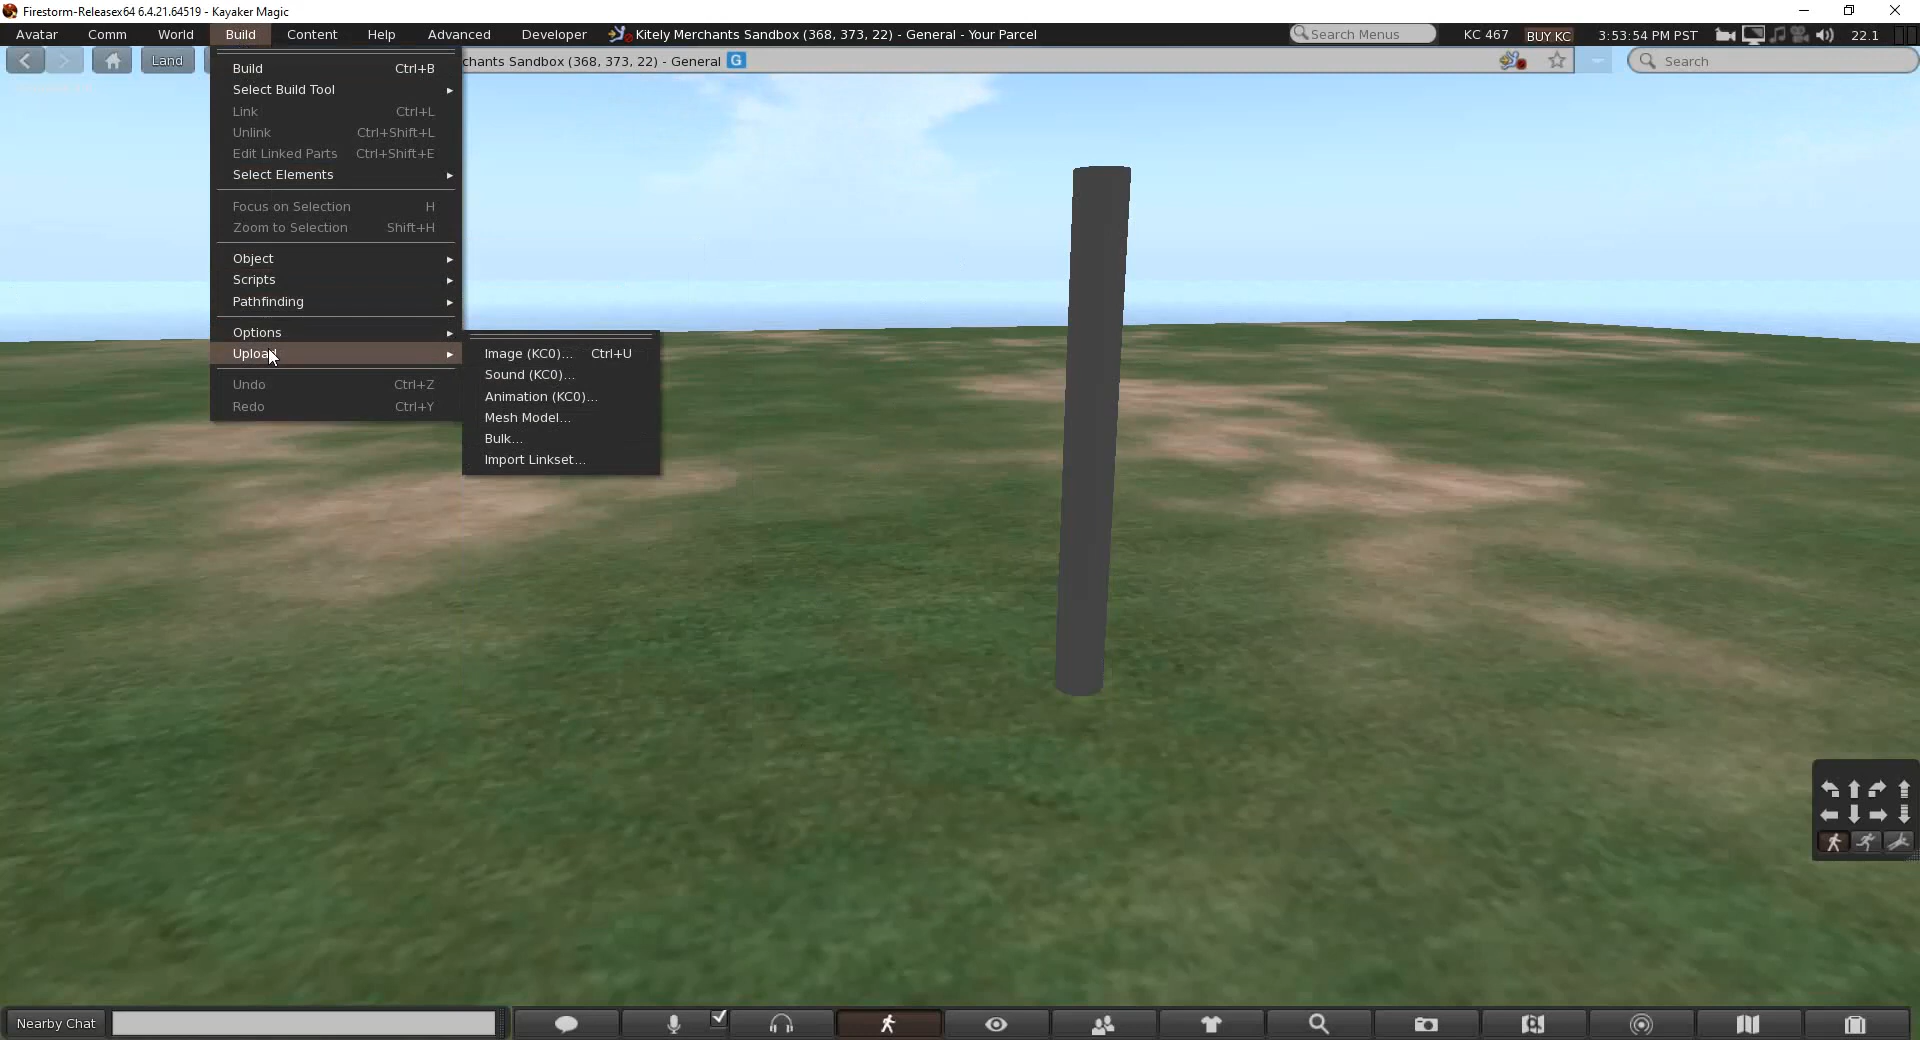 Firestorm-Releasex64 6.4.21.64519 - Kayaker Magic
Avatar Comm World Build Content Help Advanced Developer Kitely Merchants Sandbox (368, 373, 22) - General - Your Parcel Search Menus KC 467 BUY KC 3:53:54 PM PST 22.1
Land chants Sandbox (368, 373, 22) - General G Search
Build Ctrl+B
Select Build Tool
Link Ctrl+L
Unlink Ctrl+Shift+L
Edit Linked Parts Ctrl+Shift+E
Select Elements
Focus on Selection H
Zoom to Selection Shift+H
Object
Scripts
Pathfinding
Options
Upload
Undo Ctrl+Z
Redo Ctrl+Y
Image (KC0)... Ctrl+U
Sound (KC0)...
Animation (KC0)...
Mesh Model...
Bulk...
Import Linkset...
Nearby Chat